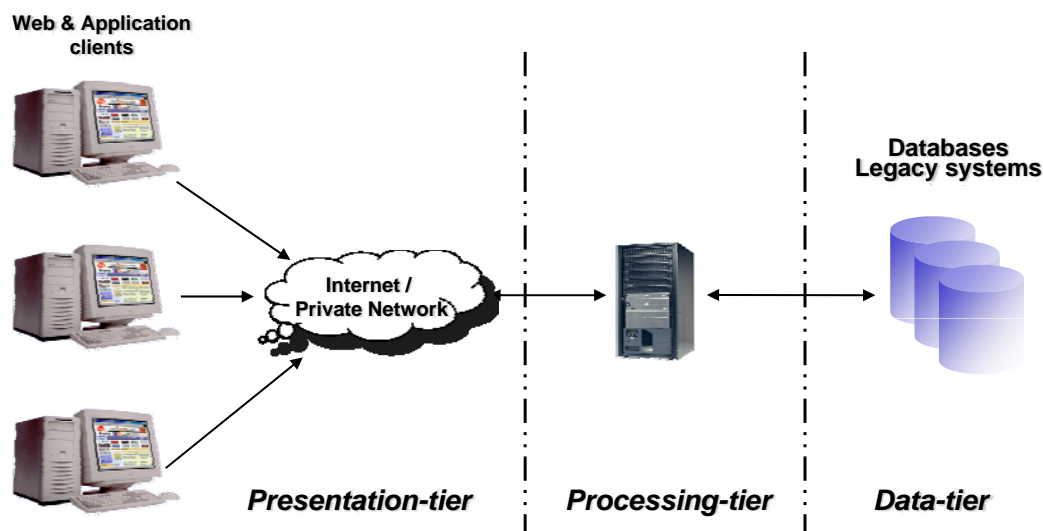 Web & Application
clients
Databases
Legacy systems
Internet /
Private Network
Presentation-tier
Processing-tier
Data-tier